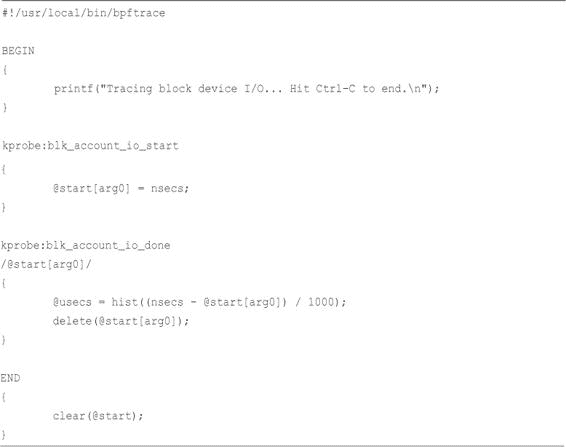 #!/usr/local/bin/bpftrace
BEGIN
{
printf("Tracing block device I/O... Hit Ctrl-C to end.\n");
}
kprobe:blk_account_io_start
{
@start[arg0] = nsecs;
}
kprobe:blk_account_io_done
/@start[arg0]/
{
@usecs = hist((nsecs - @start[arg0]) / 1000);
delete(@start[arg0]);
}
END
{
clear(@start);
}